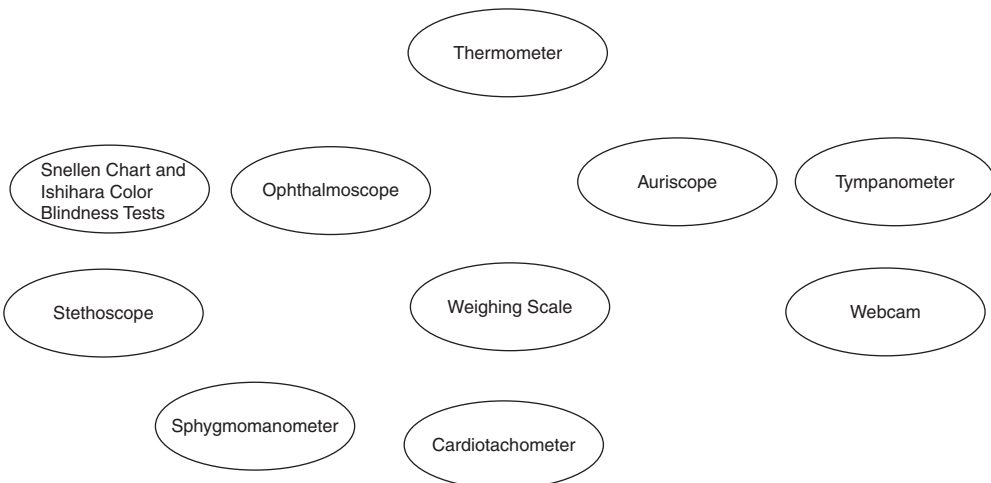 Thermometer
Snellen Chart and
Ishihara Color
Blindness Tests
Ophthalmoscope
Auriscope
Tympanometer
Stethoscope
Weighing Scale
Webcam
Sphygmomanometer
Cardiotachometer